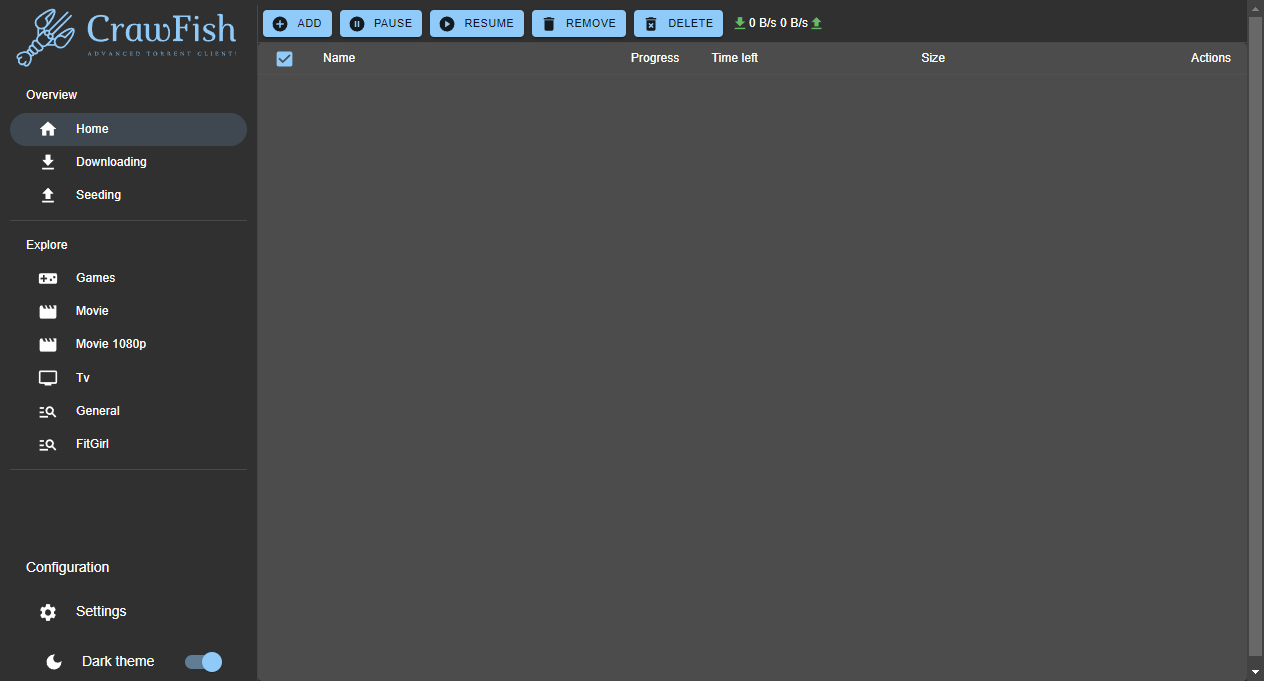 CrawFish
ADVANCED TORRENT CLIENT!
ADD PAUSE RESUME REMOVE DELETE 0 B/s 0 B/s
Name Progress Time left Size Actions
Overview
Home
Downloading
Seeding
Explore
Games
Movie
Movie 1080p
Tv
General
FitGirl
Configuration
Settings
Dark theme